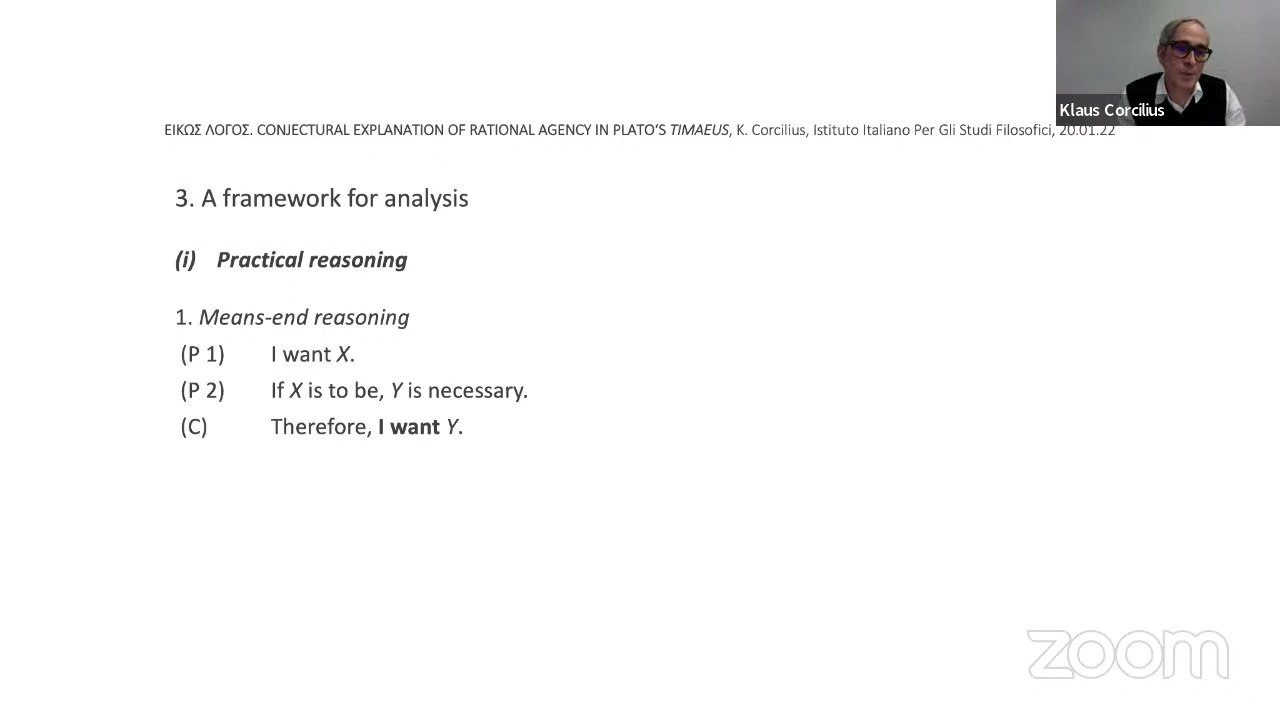 Klaus Corcilius
ΕΙΚΩΣ ΛΟΓΟΣ. CONJECTURAL EXPLANATION OF RATIONAL AGENCY IN PLATO‘S TIMAEUS, K. Corcilius, Istituto Italiano Per Gli Studi Filosofici, 20.01.22
3. A framework for analysis
(i) Practical reasoning
1. Means-end reasoning
(P 1) I want X.
(P 2) If X is to be, Y is necessary.
(C) Therefore, I want Y.
zoom